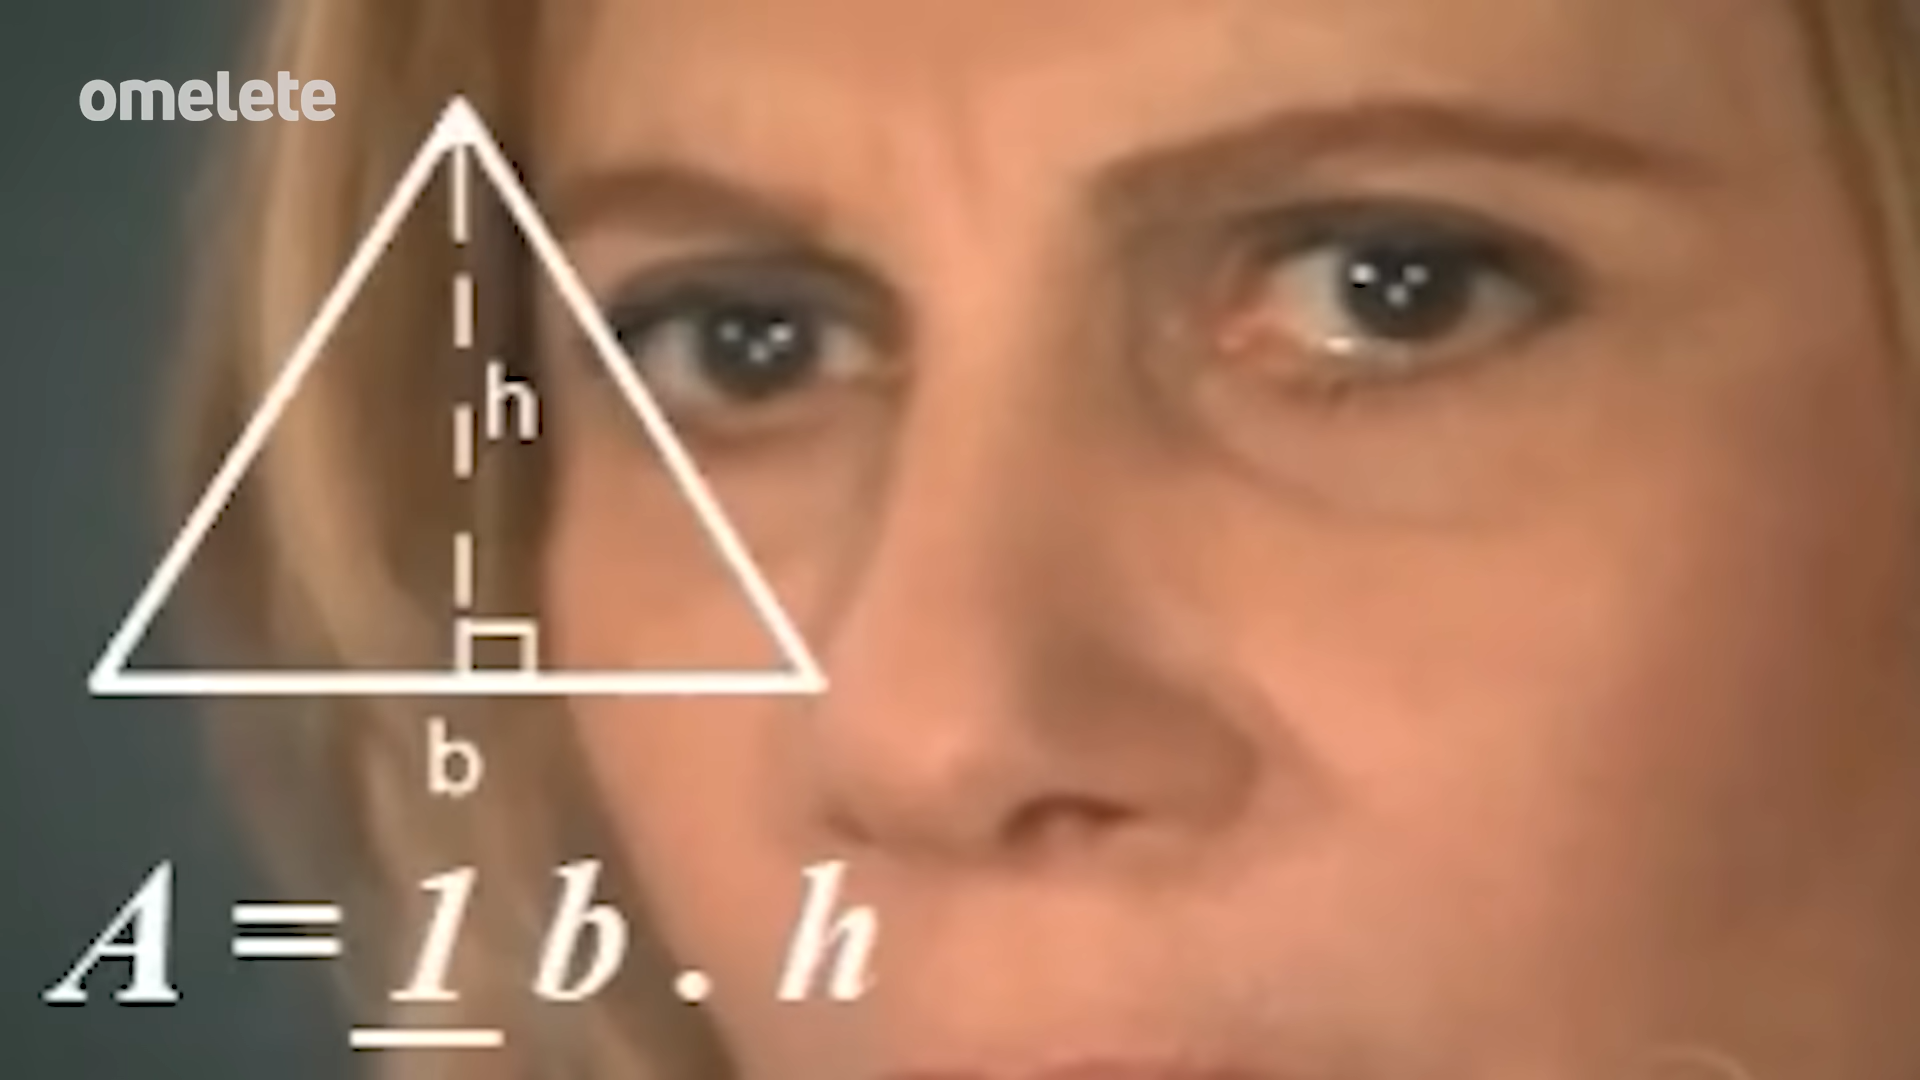 omelete
h
b
A = 1 b . h